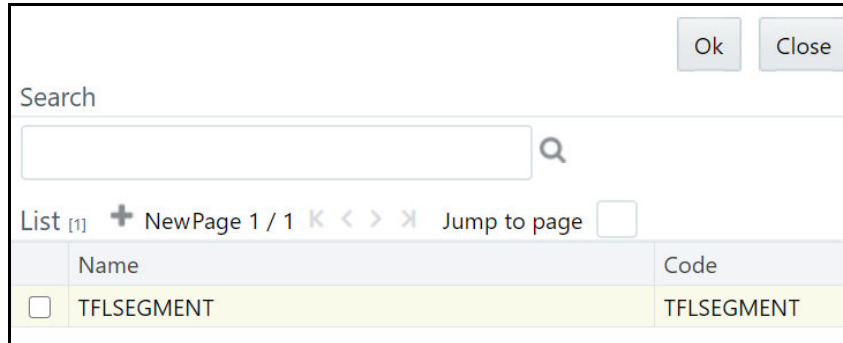 Ok Close
Search
List [1] NewPage 1 / 1 Jump to page
Name Code
TFLSEGMENT TFLSEGMENT